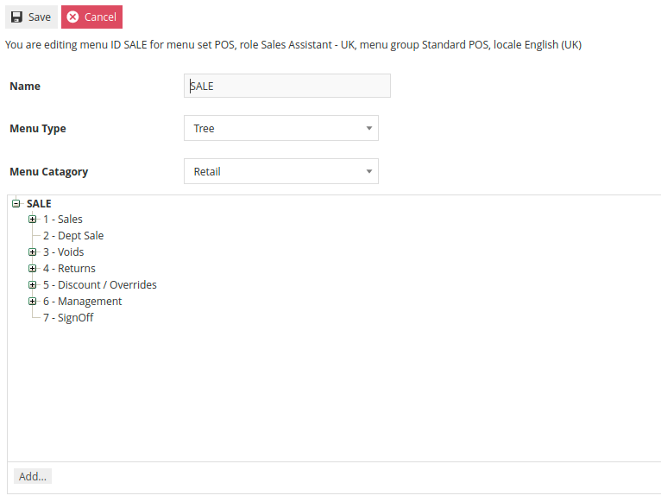 Save Cancel
You are editing menu ID SALE for menu set POS, role Sales Assistant - UK, menu group Standard POS, locale English (UK)
Name SALE
Menu Type Tree
Menu Catagory Retail
SALE
1 - Sales
2 - Dept Sale
3 - Voids
4 - Returns
5 - Discount / Overrides
6 - Management
7 - SignOff
Add...